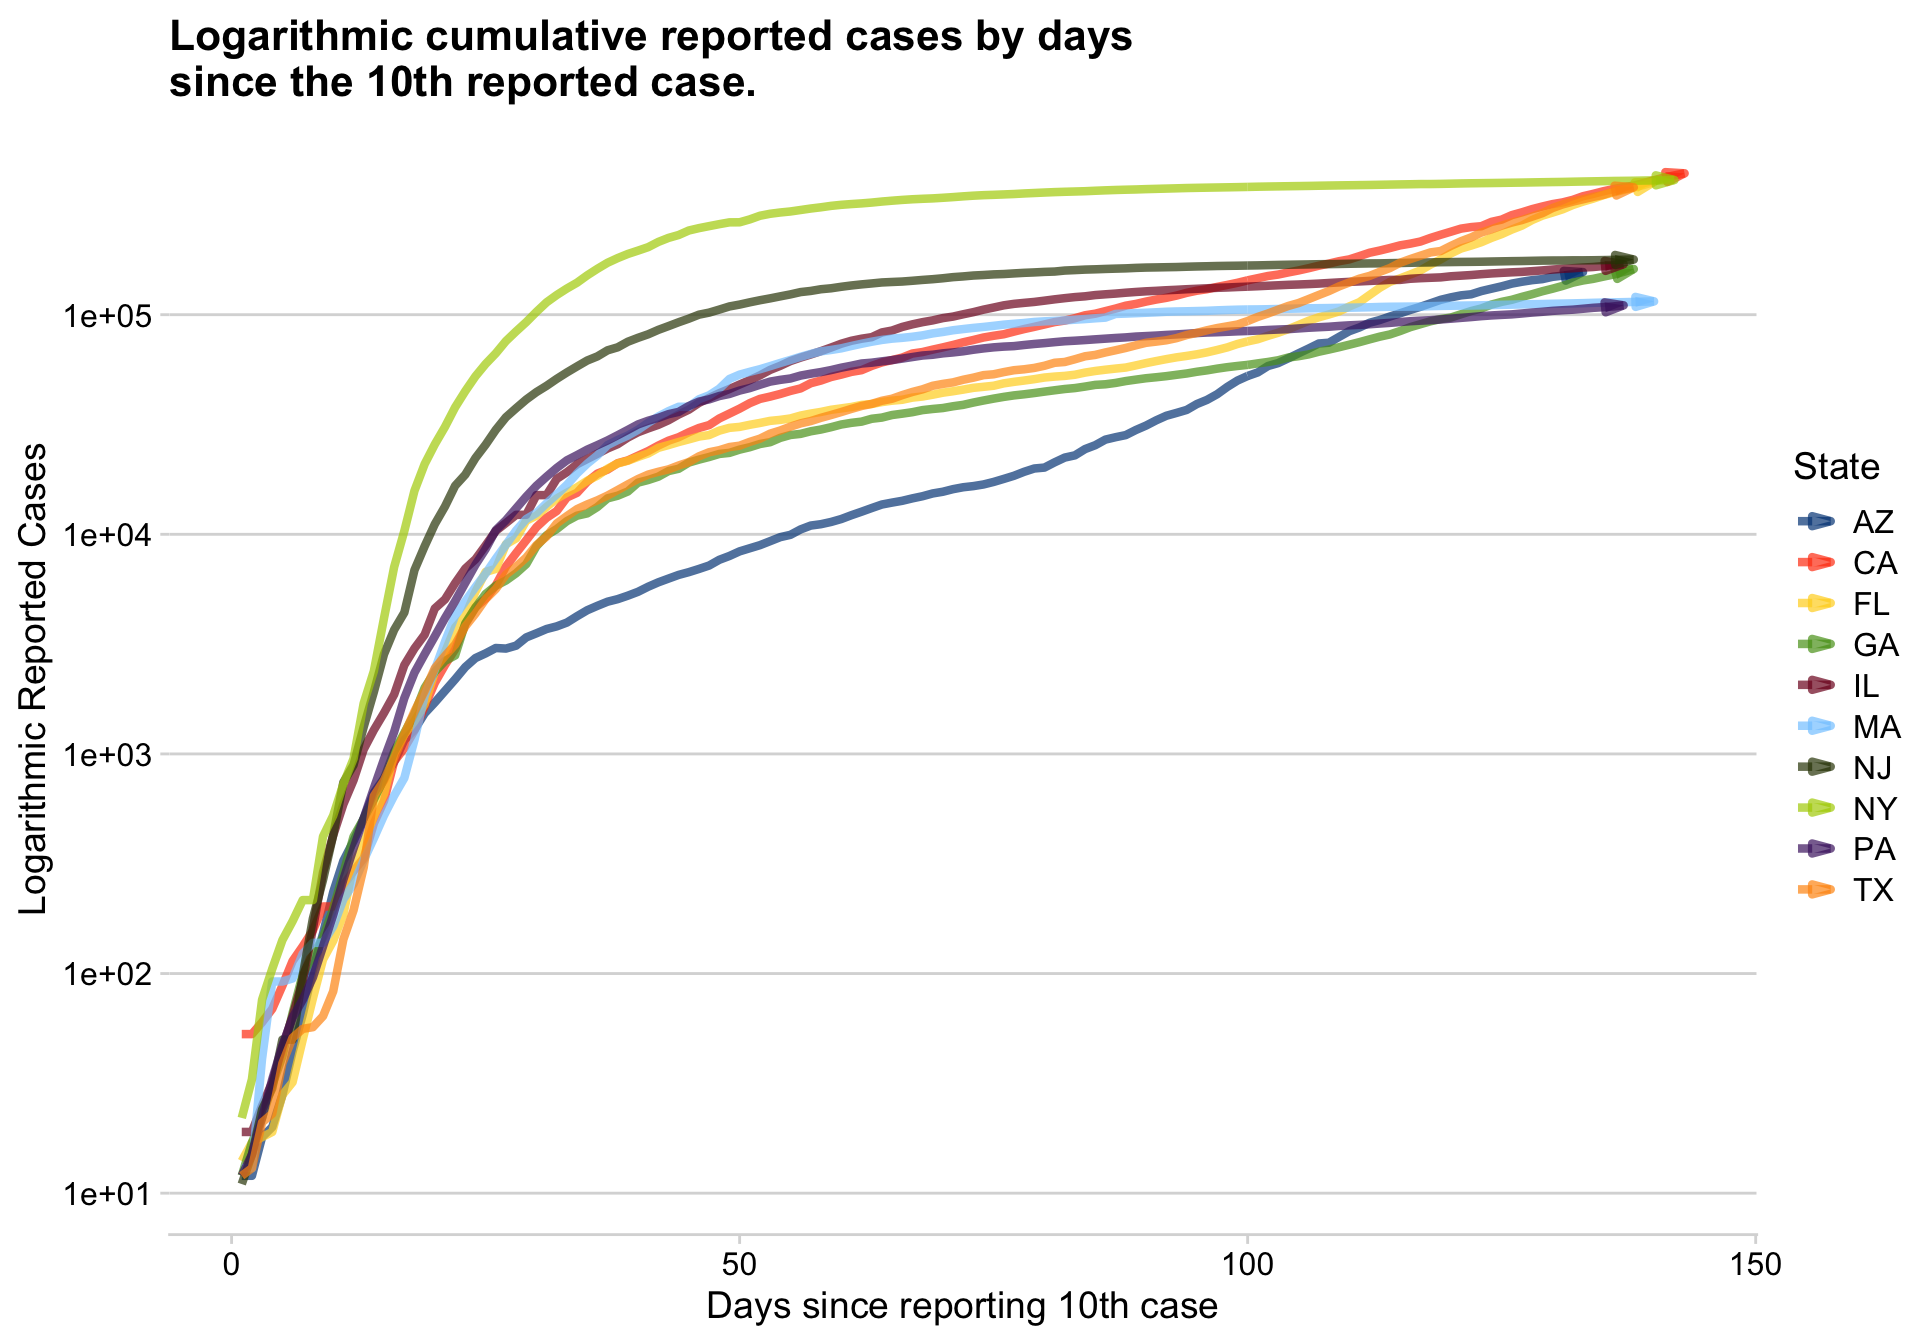 Logarithmic cumulative reported cases by days
since the 10th reported case.
Logarithmic Reported Cases
1e+05
1e+04
1e+03
1e+02
1e+01
0
50
100
150
Days since reporting 10th case
State
AZ
CA
FL
GA
IL
MA
NJ
NY
PA
TX